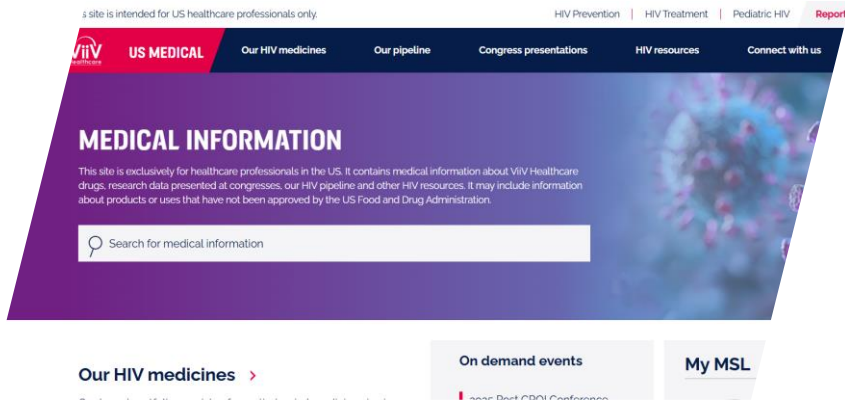 site is intended for US healthcare professionals only.
HIV Prevention | HIV Treatment | Pediatric HIV Report
ViiV Healthcare
US MEDICAL
Our HIV medicines
Our pipeline
Congress presentations
HIV resources
Connect with us
MEDICAL INFORMATION
This site is exclusively for healthcare professionals in the US. It contains medical information about ViiV Healthcare
drugs, research data presented at congresses, our HIV pipeline and other HIV resources. It may include information
about products or uses that have not been approved by the US Food and Drug Administration.
Search for medical information
Our HIV medicines >
On demand events
2025 Post CROI Conference
My MSL